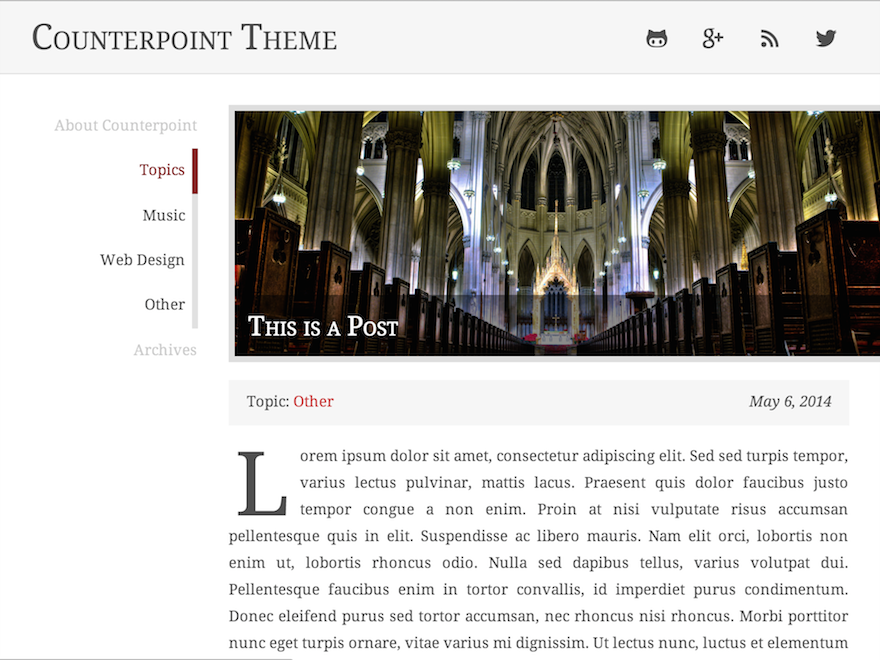 Counterpoint Theme
g+
About Counterpoint
Topics
Music
Web Design
Other
Archives
This is a Post
Topic: Other
May 6, 2014
Lorem ipsum dolor sit amet, consectetur adipiscing elit. Sed sed turpis tempor,
varius lectus pulvinar, mattis lacus. Praesent quis dolor faucibus justo
tempor congue a non enim. Proin at nisi vulputate risus accumsan
pellentesque quis in elit. Suspendisse ac libero mauris. Nam elit orci, lobortis non
enim ut, lobortis rhoncus odio. Nulla sed dapibus tellus, varius volutpat dui.
Pellentesque faucibus enim in tortor convallis, id imperdiet purus condimentum.
Donec eleifend purus sed tortor accumsan, nec rhoncus nisi rhoncus. Morbi porttitor
nunc eget turpis ornare, vitae varius mi dignissim. Ut lectus nunc, luctus et elementum